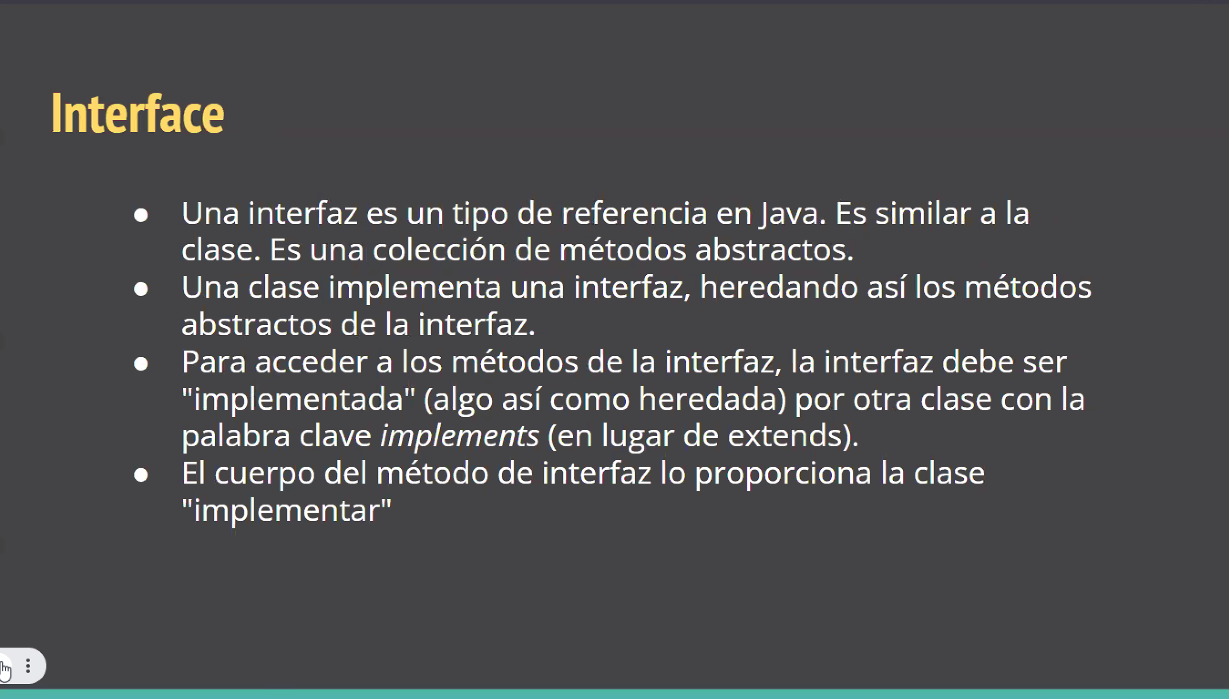 Interface
● Una interfaz es un tipo de referencia en Java. Es similar a la
clase. Es una colección de métodos abstractos.
● Una clase implementa una interfaz, heredando así los métodos
abstractos de la interfaz.
● Para acceder a los métodos de la interfaz, la interfaz debe ser
"implementada" (algo así como heredada) por otra clase con la
palabra clave implements (en lugar de extends).
● El cuerpo del método de interfaz lo proporciona la clase
"implementar"